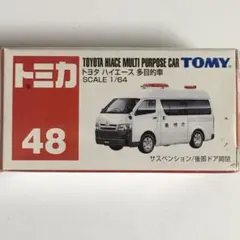 トミカ
TOYOTA HIACE MULTI PURPOSE CAR
TOMY
トヨタ ハイエース 多目的車
SCALE 1/64
48
サスペンション/後面ドア開閉